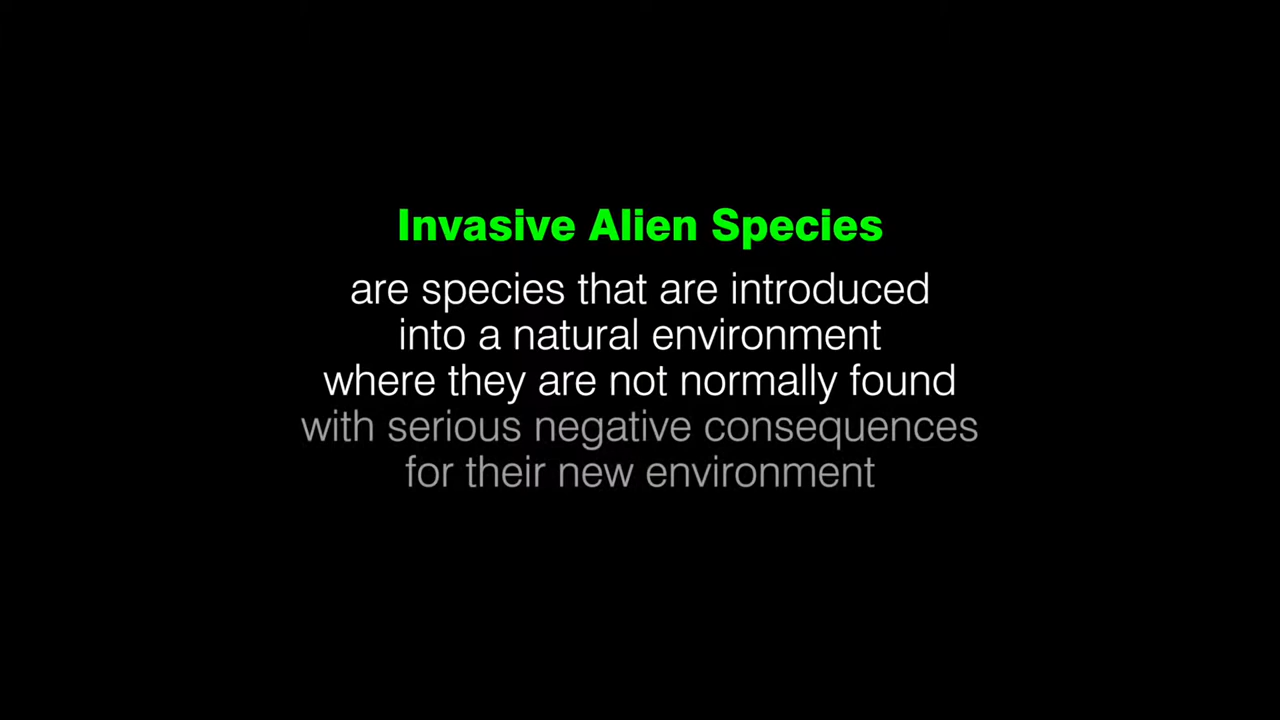 Invasive Alien Species
are species that are introduced
into a natural environment
where they are not normally found
with serious negative consequences
for their new environment